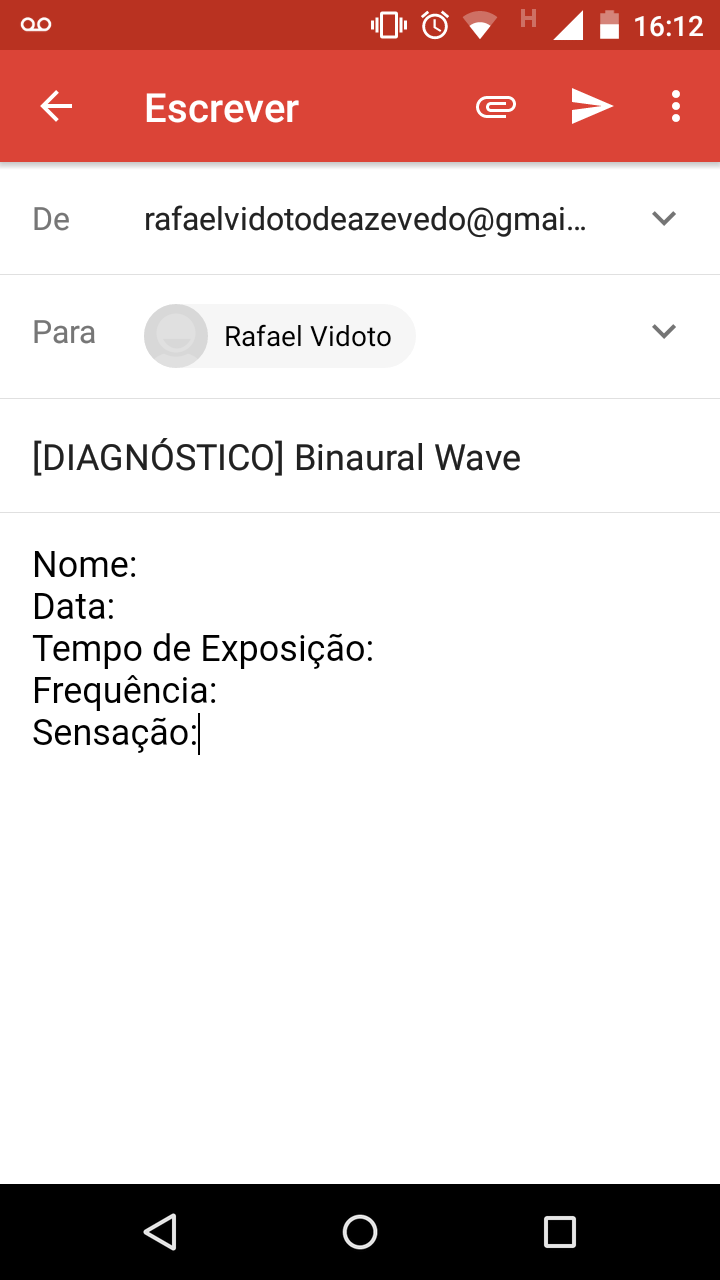 H 16:12
Escrever
De rafaelvidotodeazevedo@gmai...
Para Rafael Vidoto
[DIAGNÓSTICO] Binaural Wave
Nome:
Data:
Tempo de Exposição:
Frequência:
Sensação: